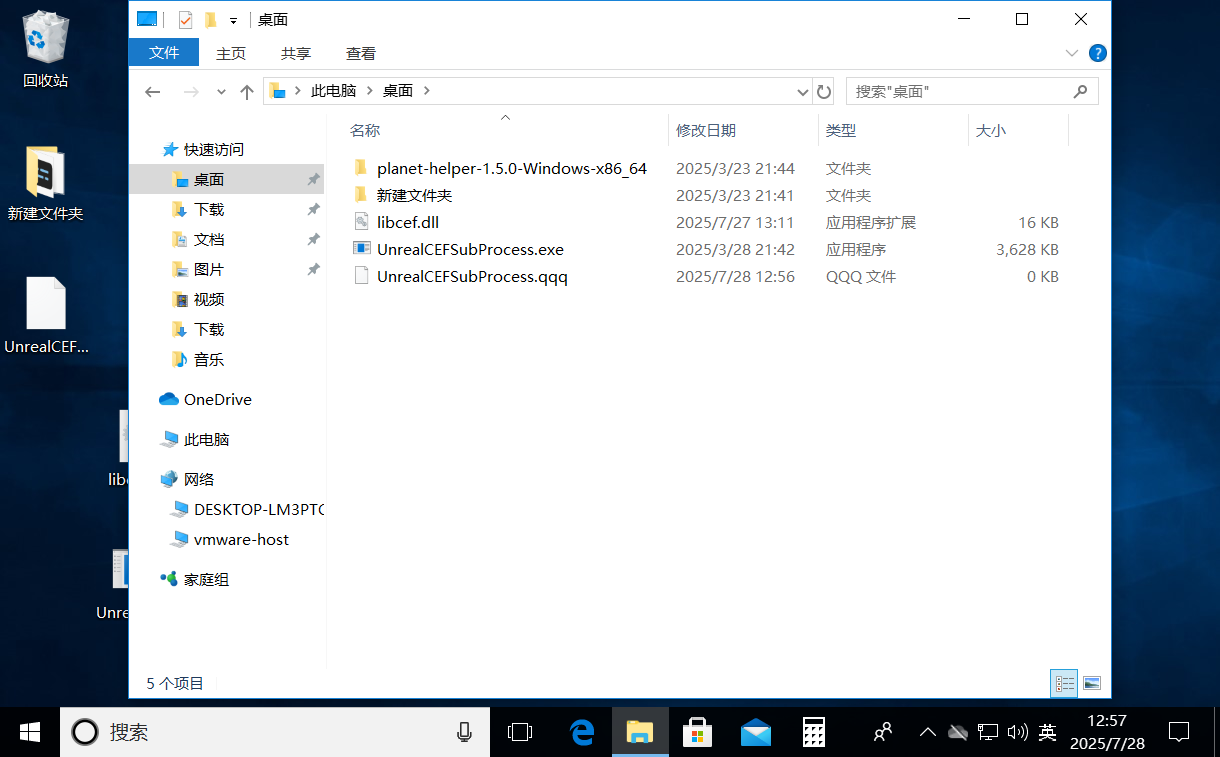 回收站
新建文件夹
UnrealCEF...
桌面
文件 主页 共享 查看
此电脑 桌面
搜索"桌面"
快速访问
桌面
下载
文档
图片
视频
下载
音乐
OneDrive
此电脑
网络
DESKTOP-LM3PTC
vmware-host
家庭组
名称 修改日期 类型 大小
planet-helper-1.5.0-Windows-x86_64 2025/3/23 21:44 文件夹
新建文件夹 2025/3/23 21:41 文件夹
libcef.dll 2025/7/27 13:11 应用程序扩展 16 KB
UnrealCEFSubProcess.exe 2025/3/28 21:42 应用程序 3,628 KB
UnrealCEFSubProcess.qqq 2025/7/28 12:56 QQQ 文件 0 KB
libc
Unre
5 个项目
搜索
英
12:57
2025/7/28